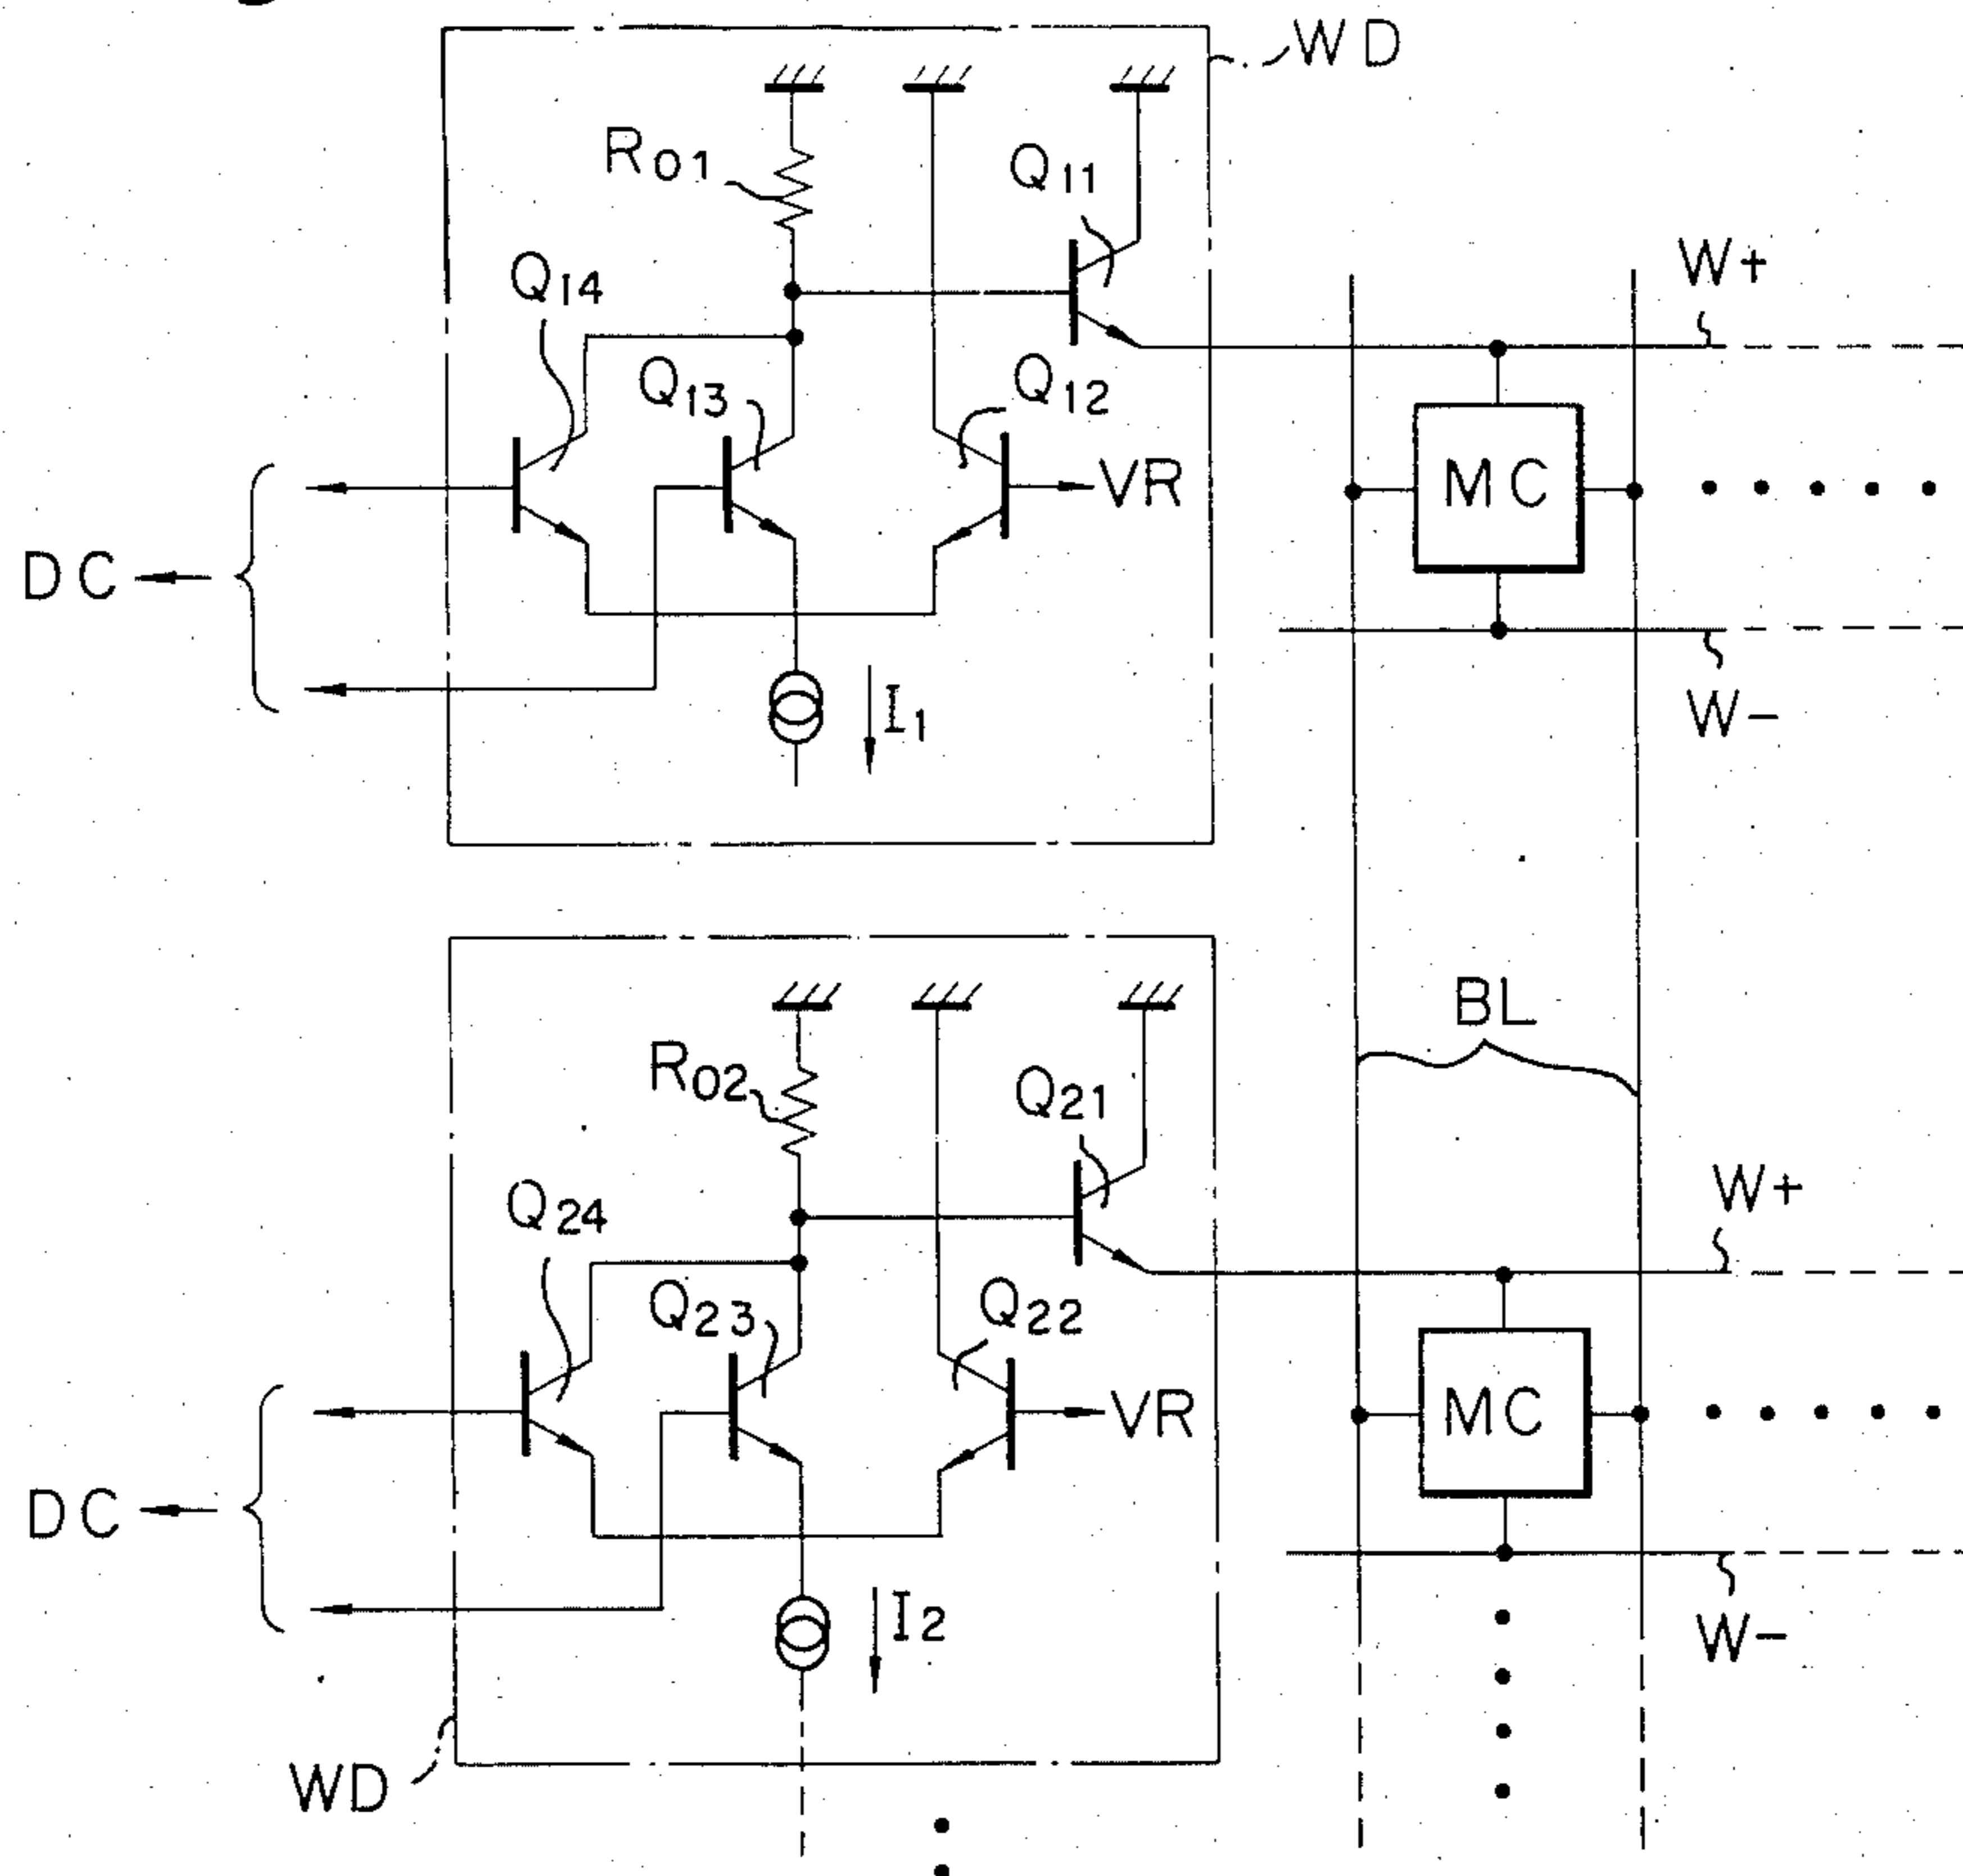 WD
R01
Q11
Q14
W+
Q13
Q12
MC
VR
DC
I1
W-
BL
R02
Q21
Q24
W+
Q23
Q22
MC
VR
DC
I2
W-
WD